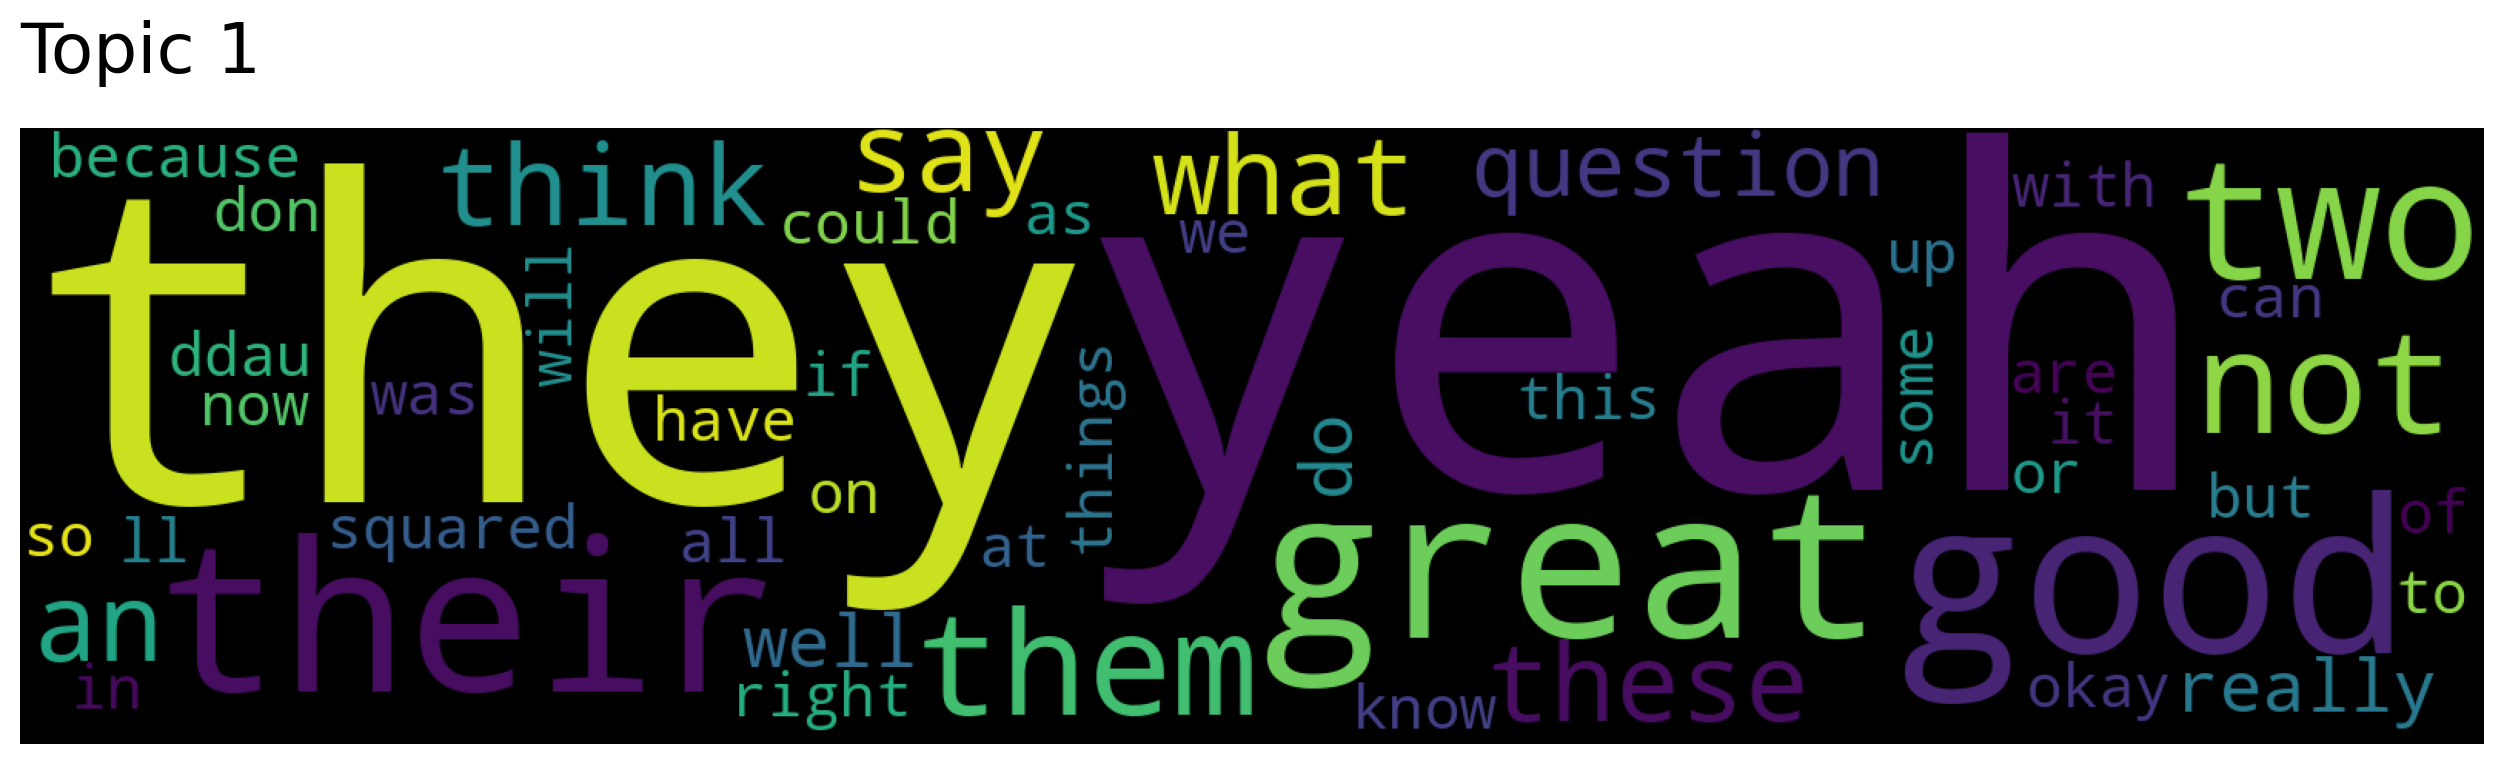 Topic 1
because
think
say
what
question
with
two
don
could
as
we
up
can
they
yeah
will
ddau
now
was
have
if
things
this
do
some
are
it
or
not
on
but
of
so
ll
squared
all
at
great
good
to
an
their
well
them
these
in
right
know
okay
really